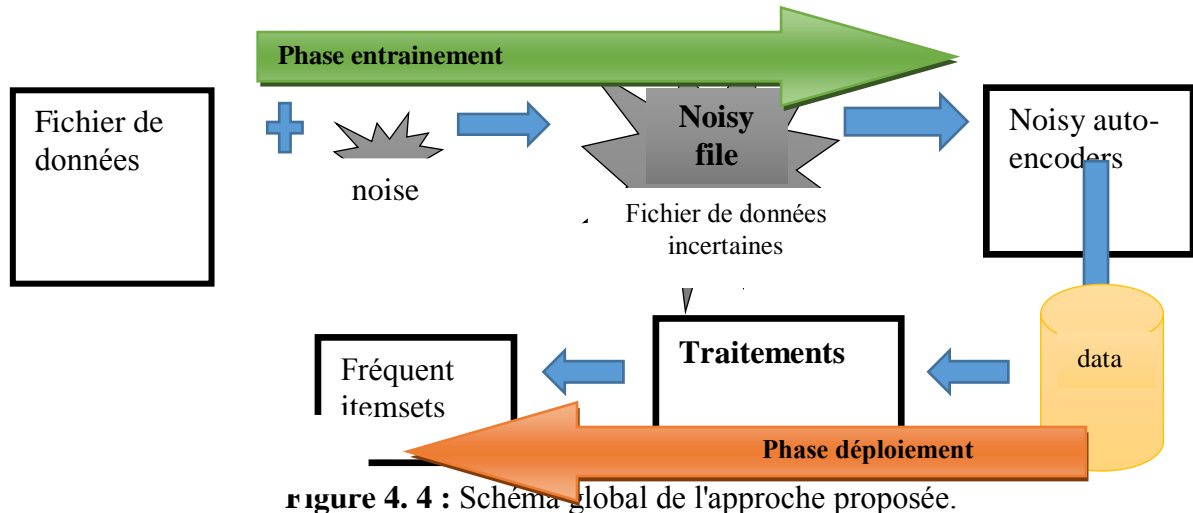 Phase entrainement
Fichier de
données
noise
Noisy
file
Fichier de données
incertaines
Noisy auto-
encoders
data
Traitements
Fréquent
itemsets
Phase déploiement
Figure 4. 4 : Schéma global de l'approche proposée.